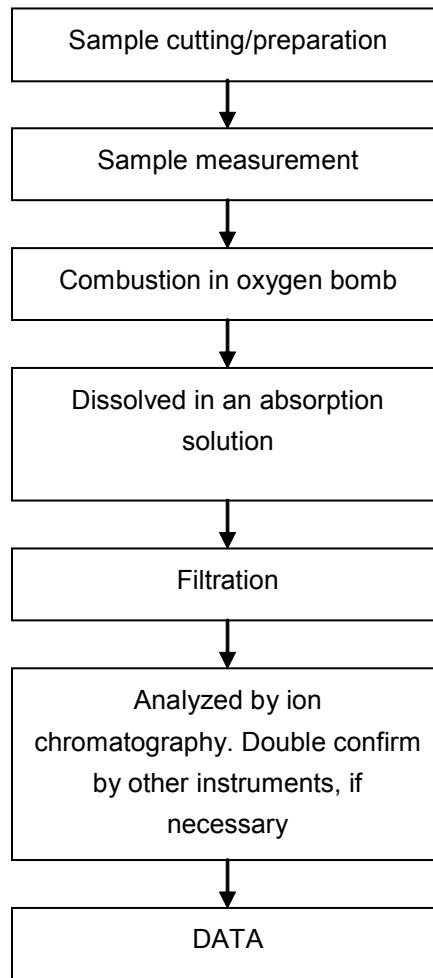 Sample cutting/preparation
Sample measurement
Combustion in oxygen bomb
Dissolved in an absorption
solution
Filtration
Analyzed by ion
chromatography. Double confirm
by other instruments, if
necessary
DATA